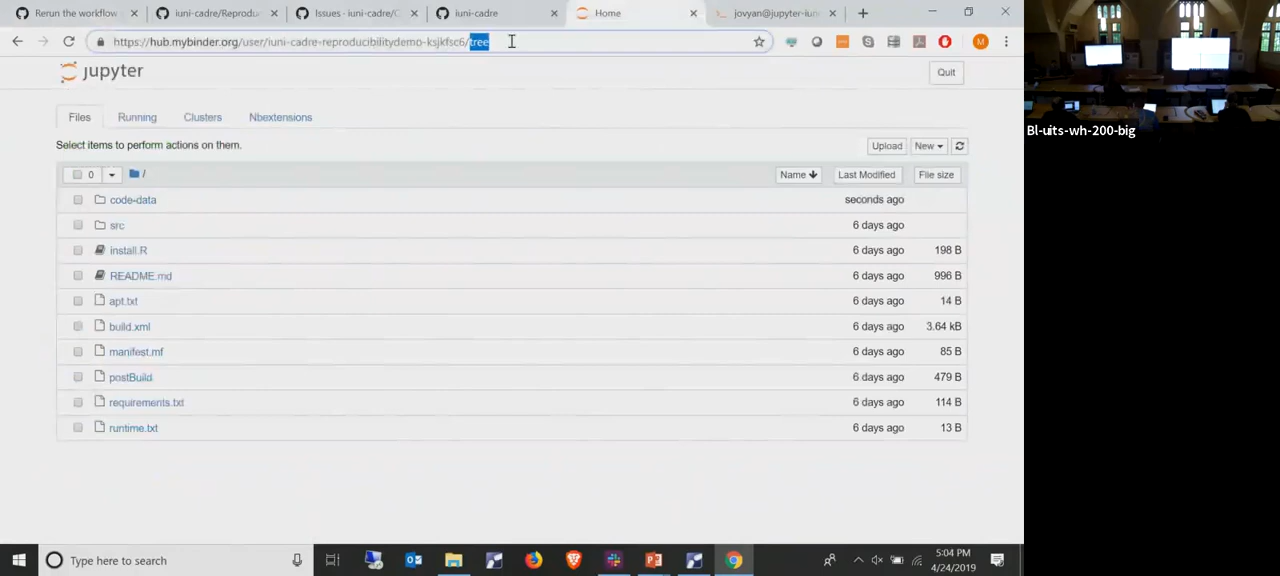 Rerun the workflow
iuni-cadre/Reprodu
Issues · iuni-cadre/C
iuni-cadre
Home
jovyan@jupyter-iun
https://hub.mybinder.org/user/iuni-cadre-reproducibilitydemo-ksjkfsc6/tree
M
jupyter
Quit
Files
Running
Clusters
Nbextensions
Select items to perform actions on them.
Upload
New
0
/
Name
Last Modified
File size
code-data
seconds ago
src
6 days ago
install.R
6 days ago
198 B
README.md
6 days ago
996 B
apt.txt
6 days ago
14 B
build.xml
6 days ago
3.64 kB
manifest.mf
6 days ago
85 B
postBuild
6 days ago
479 B
requirements.txt
6 days ago
114 B
runtime.txt
6 days ago
13 B
Type here to search
5:04 PM
4/24/2019
Bl-uits-wh-200-big